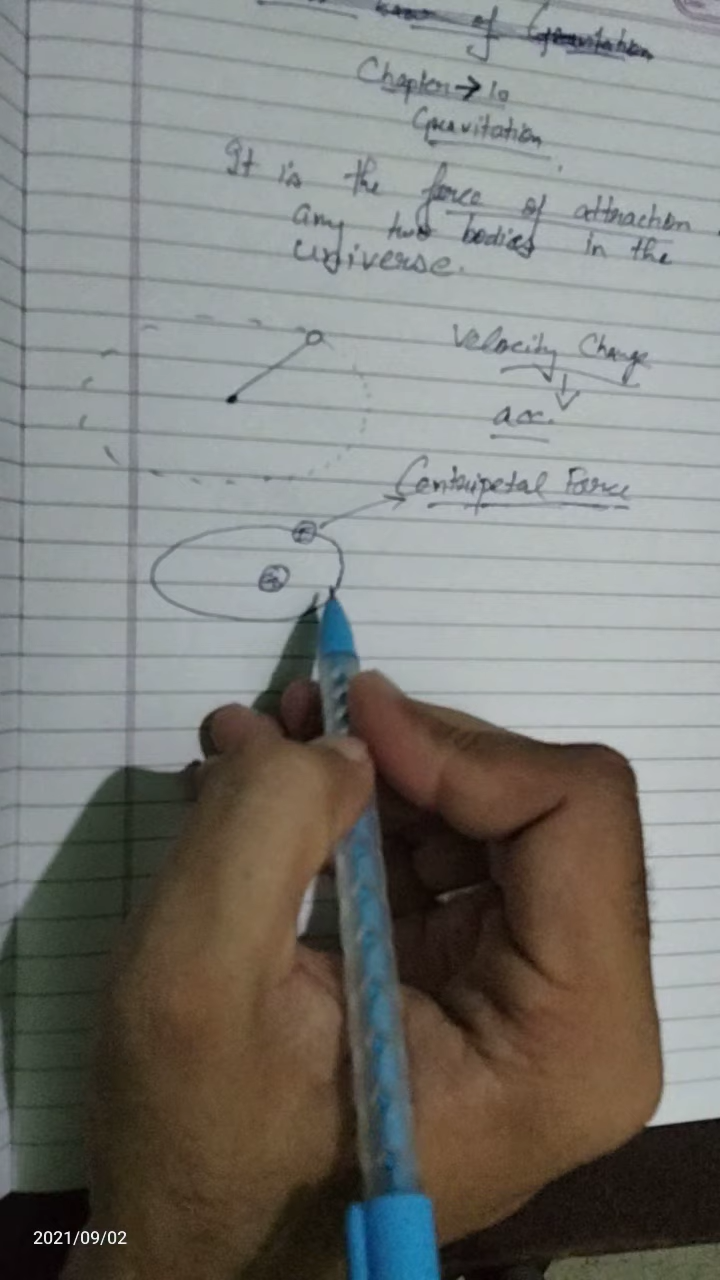 of Gravitation
Chapter → 10
Gravitation
It is the force of attraction
any two bodies in the
universe.
Velocity Change
acc.
Centripetal Force
2021/09/02